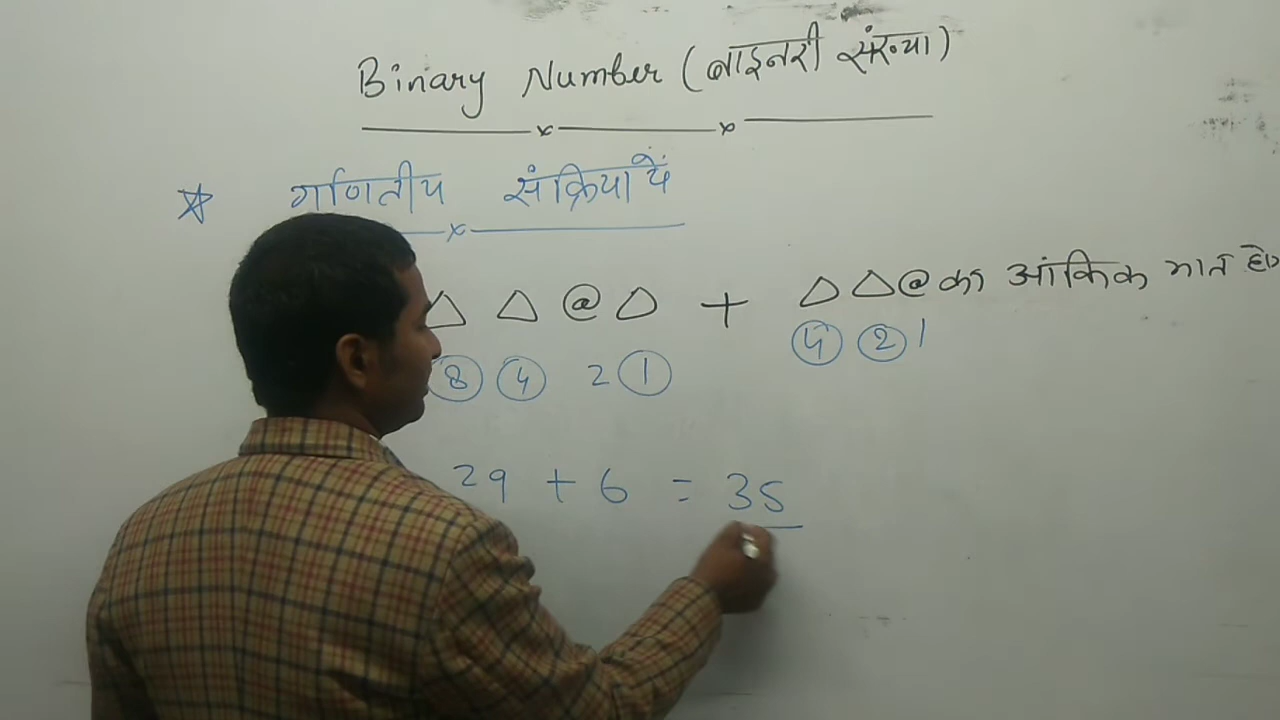 Binary Number (बाइनरी संख्या)
* गणितीय संक्रियायें
△ △ @ △ + △ △ @ का आंकिक मान है।
8 4 2 1 4 2 1
29 + 6 = 35